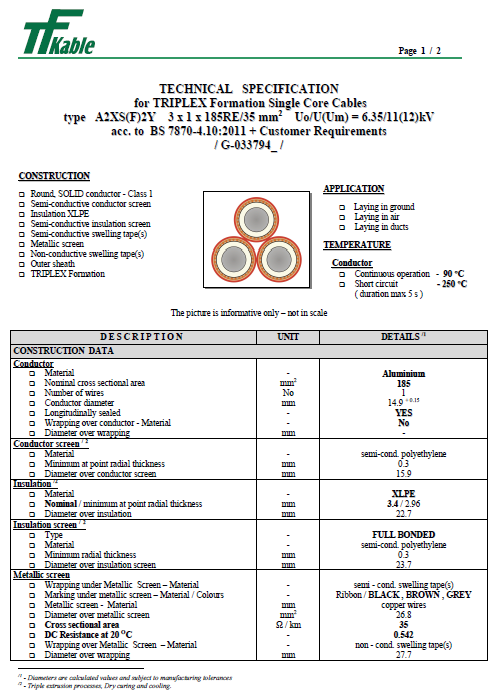 TF Kable
Page 1 / 2
TECHNICAL SPECIFICATION
for TRIPLEX Formation Single Core Cables
type A2XS(F)2Y 3 x 1 x 185RE/35 mm² Uo/U(Um) = 6.35/11(12)kV
acc. to BS 7870-4.10:2011 + Customer Requirements
/ G-033794_ /
CONSTRUCTION
Round, SOLID conductor - Class 1
Semi-conductive conductor screen
Insulation XLPE
Semi-conductive insulation screen
Semi-conductive swelling tape(s)
Metallic screen
Non-conductive swelling tape(s)
Outer sheath
TRIPLEX Formation
APPLICATION
Laying in ground
Laying in air
Laying in ducts
TEMPERATURE
Conductor
Continuous operation - 90 °C
Short circuit - 250 °C
( duration max 5 s )
The picture is informative only – not in scale
DESCRIPTION UNIT DETAILS /1
CONSTRUCTION DATA
Conductor
Material - Aluminium
Nominal cross sectional area mm² 185
Number of wires No 1
Conductor diameter mm 14.9 + 0.15
Longitudinally sealed - YES
Wrapping over conductor - Material - No
Diameter over wrapping mm -
Conductor screen / 2
Material - semi-cond. polyethylene
Minimum at point radial thickness mm 0.3
Diameter over conductor screen mm 15.9
Insulation /2
Material - XLPE
Nominal / minimum at point radial thickness mm 3.4 / 2.96
Diameter over insulation mm 22.7
Insulation screen / 2
Type - FULL BONDED
Material - semi-cond. polyethylene
Minimum radial thickness mm 0.3
Diameter over insulation screen mm 23.7
Metallic screen
Wrapping under Metallic Screen – Material - semi - cond. swelling tape(s)
Marking under metallic screen – Material / Colours - Ribbon / BLACK , BROWN , GREY
Metallic screen - Material mm copper wires
Diameter over metallic screen mm² 26.8
Cross sectional area Ω / km 35
DC Resistance at 20 °C - 0.542
Wrapping over Metallic Screen – Material - non - cond. swelling tape(s)
Diameter over wrapping mm 27.7
/1 - Diameters are calculated values and subject to manufacturing tolerances
/2 - Triple extrusion processes, Dry curing and cooling.